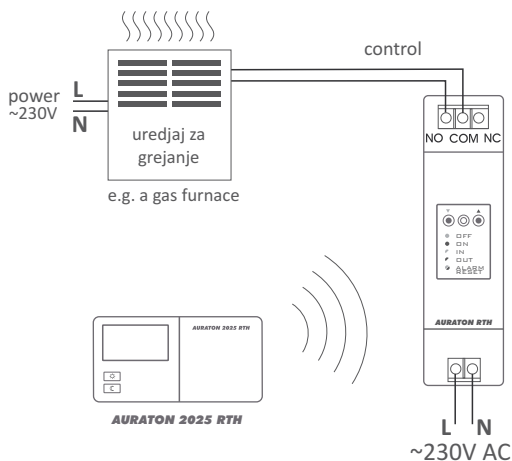 control
power
~230V
L
N
uredjaj za
grejanje
e.g. a gas furnace
NO COM NC
OFF
ON
IN
OUT
ALARM
RESET
AURATON RTH
AURATON 2025 RTH
C
AURATON 2025 RTH
L N
~230V AC